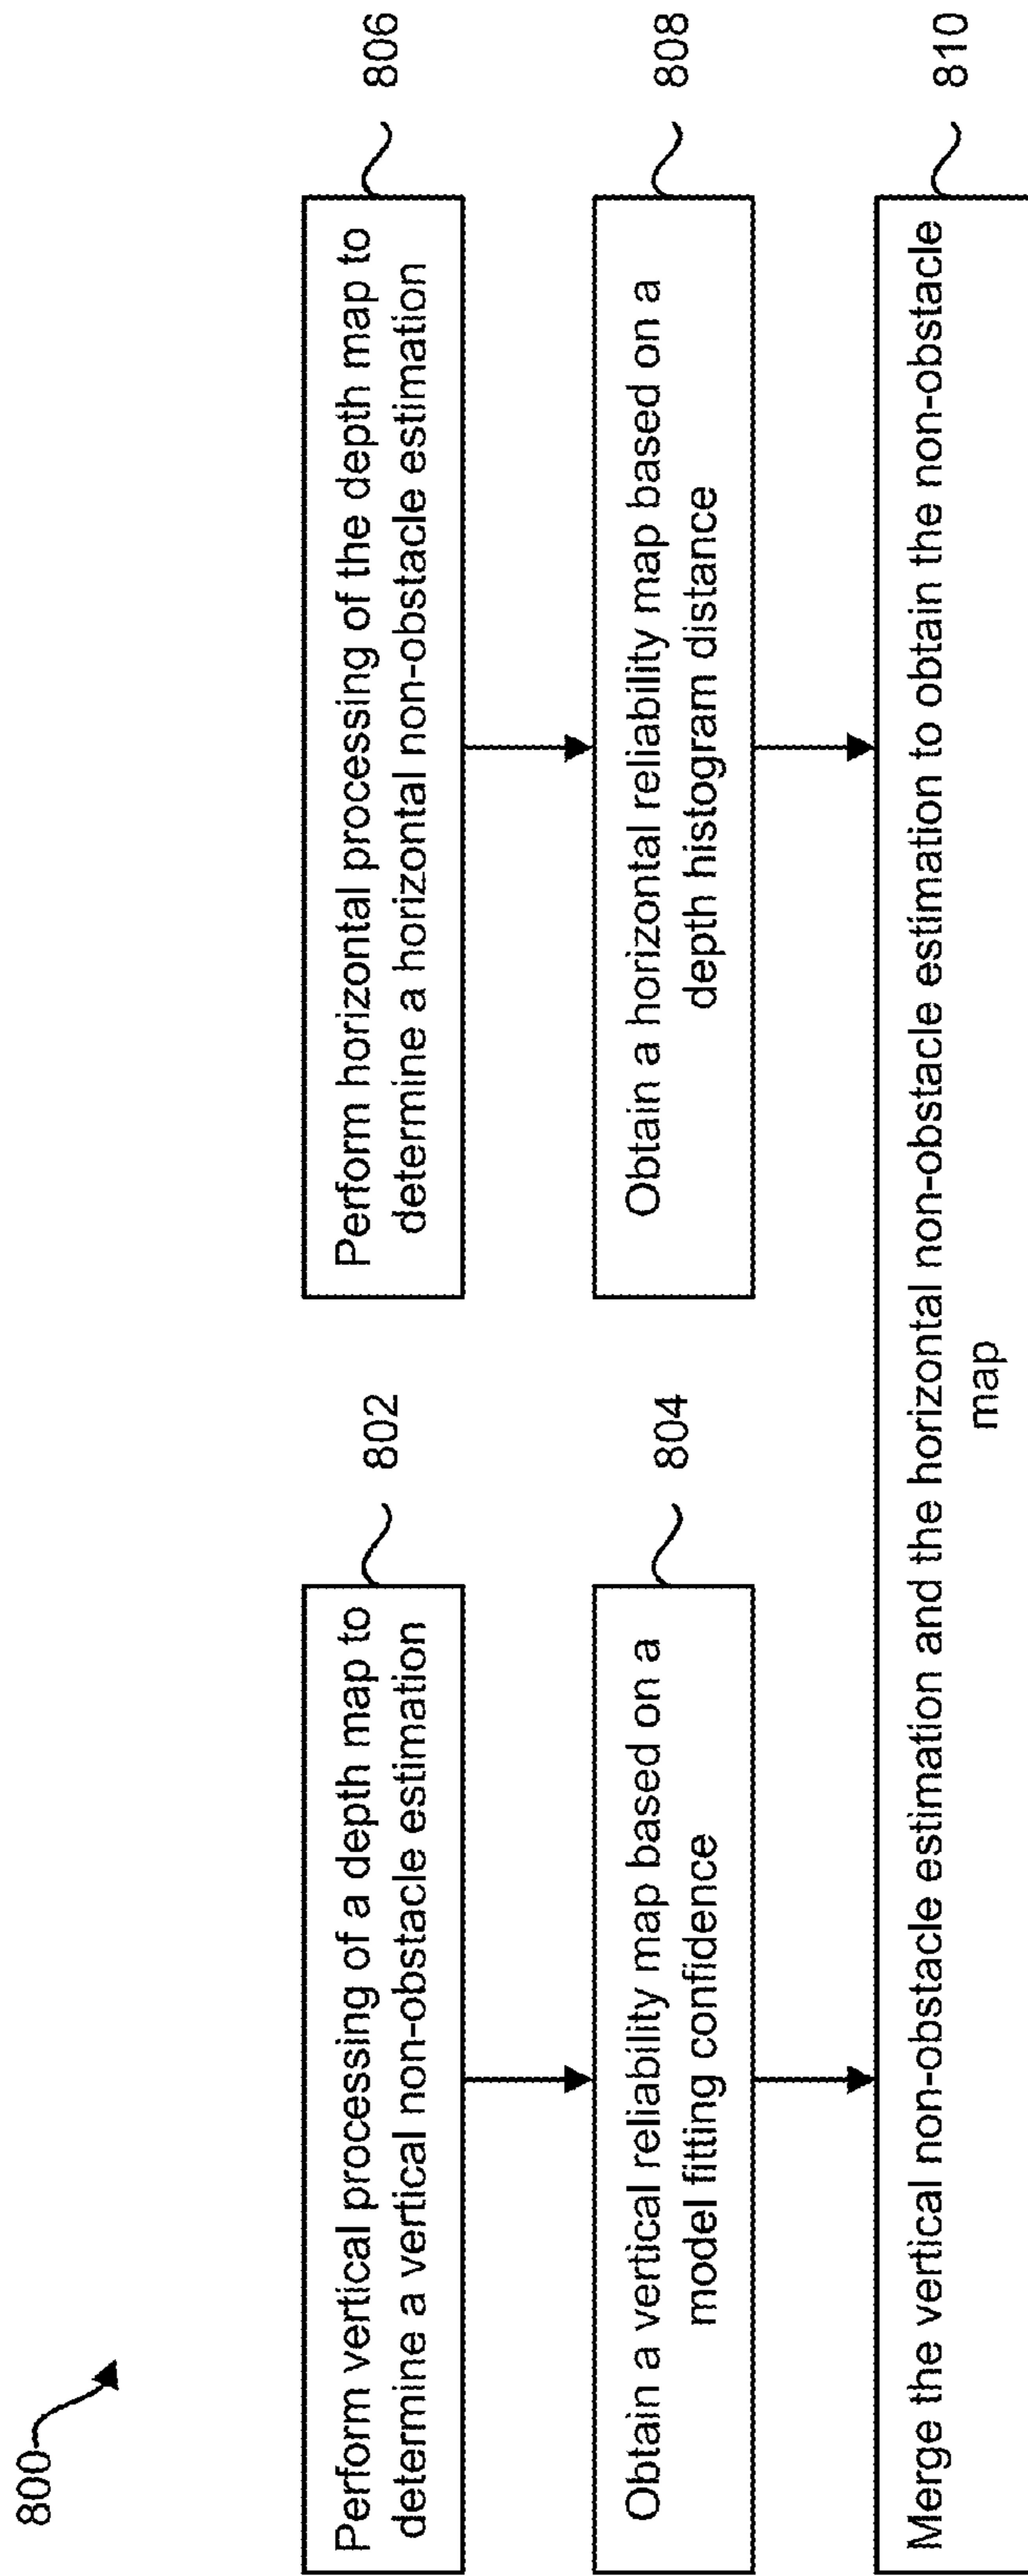 800
Perform vertical processing of a depth map to
determine a vertical non-obstacle estimation
802
Obtain a vertical reliability map based on a
model fitting confidence
804
Perform horizontal processing of the depth map to
determine a horizontal non-obstacle estimation
806
Obtain a horizontal reliability map based on a
depth histogram distance
808
Merge the vertical non-obstacle estimation and the horizontal non-obstacle estimation to obtain the non-obstacle
map
810